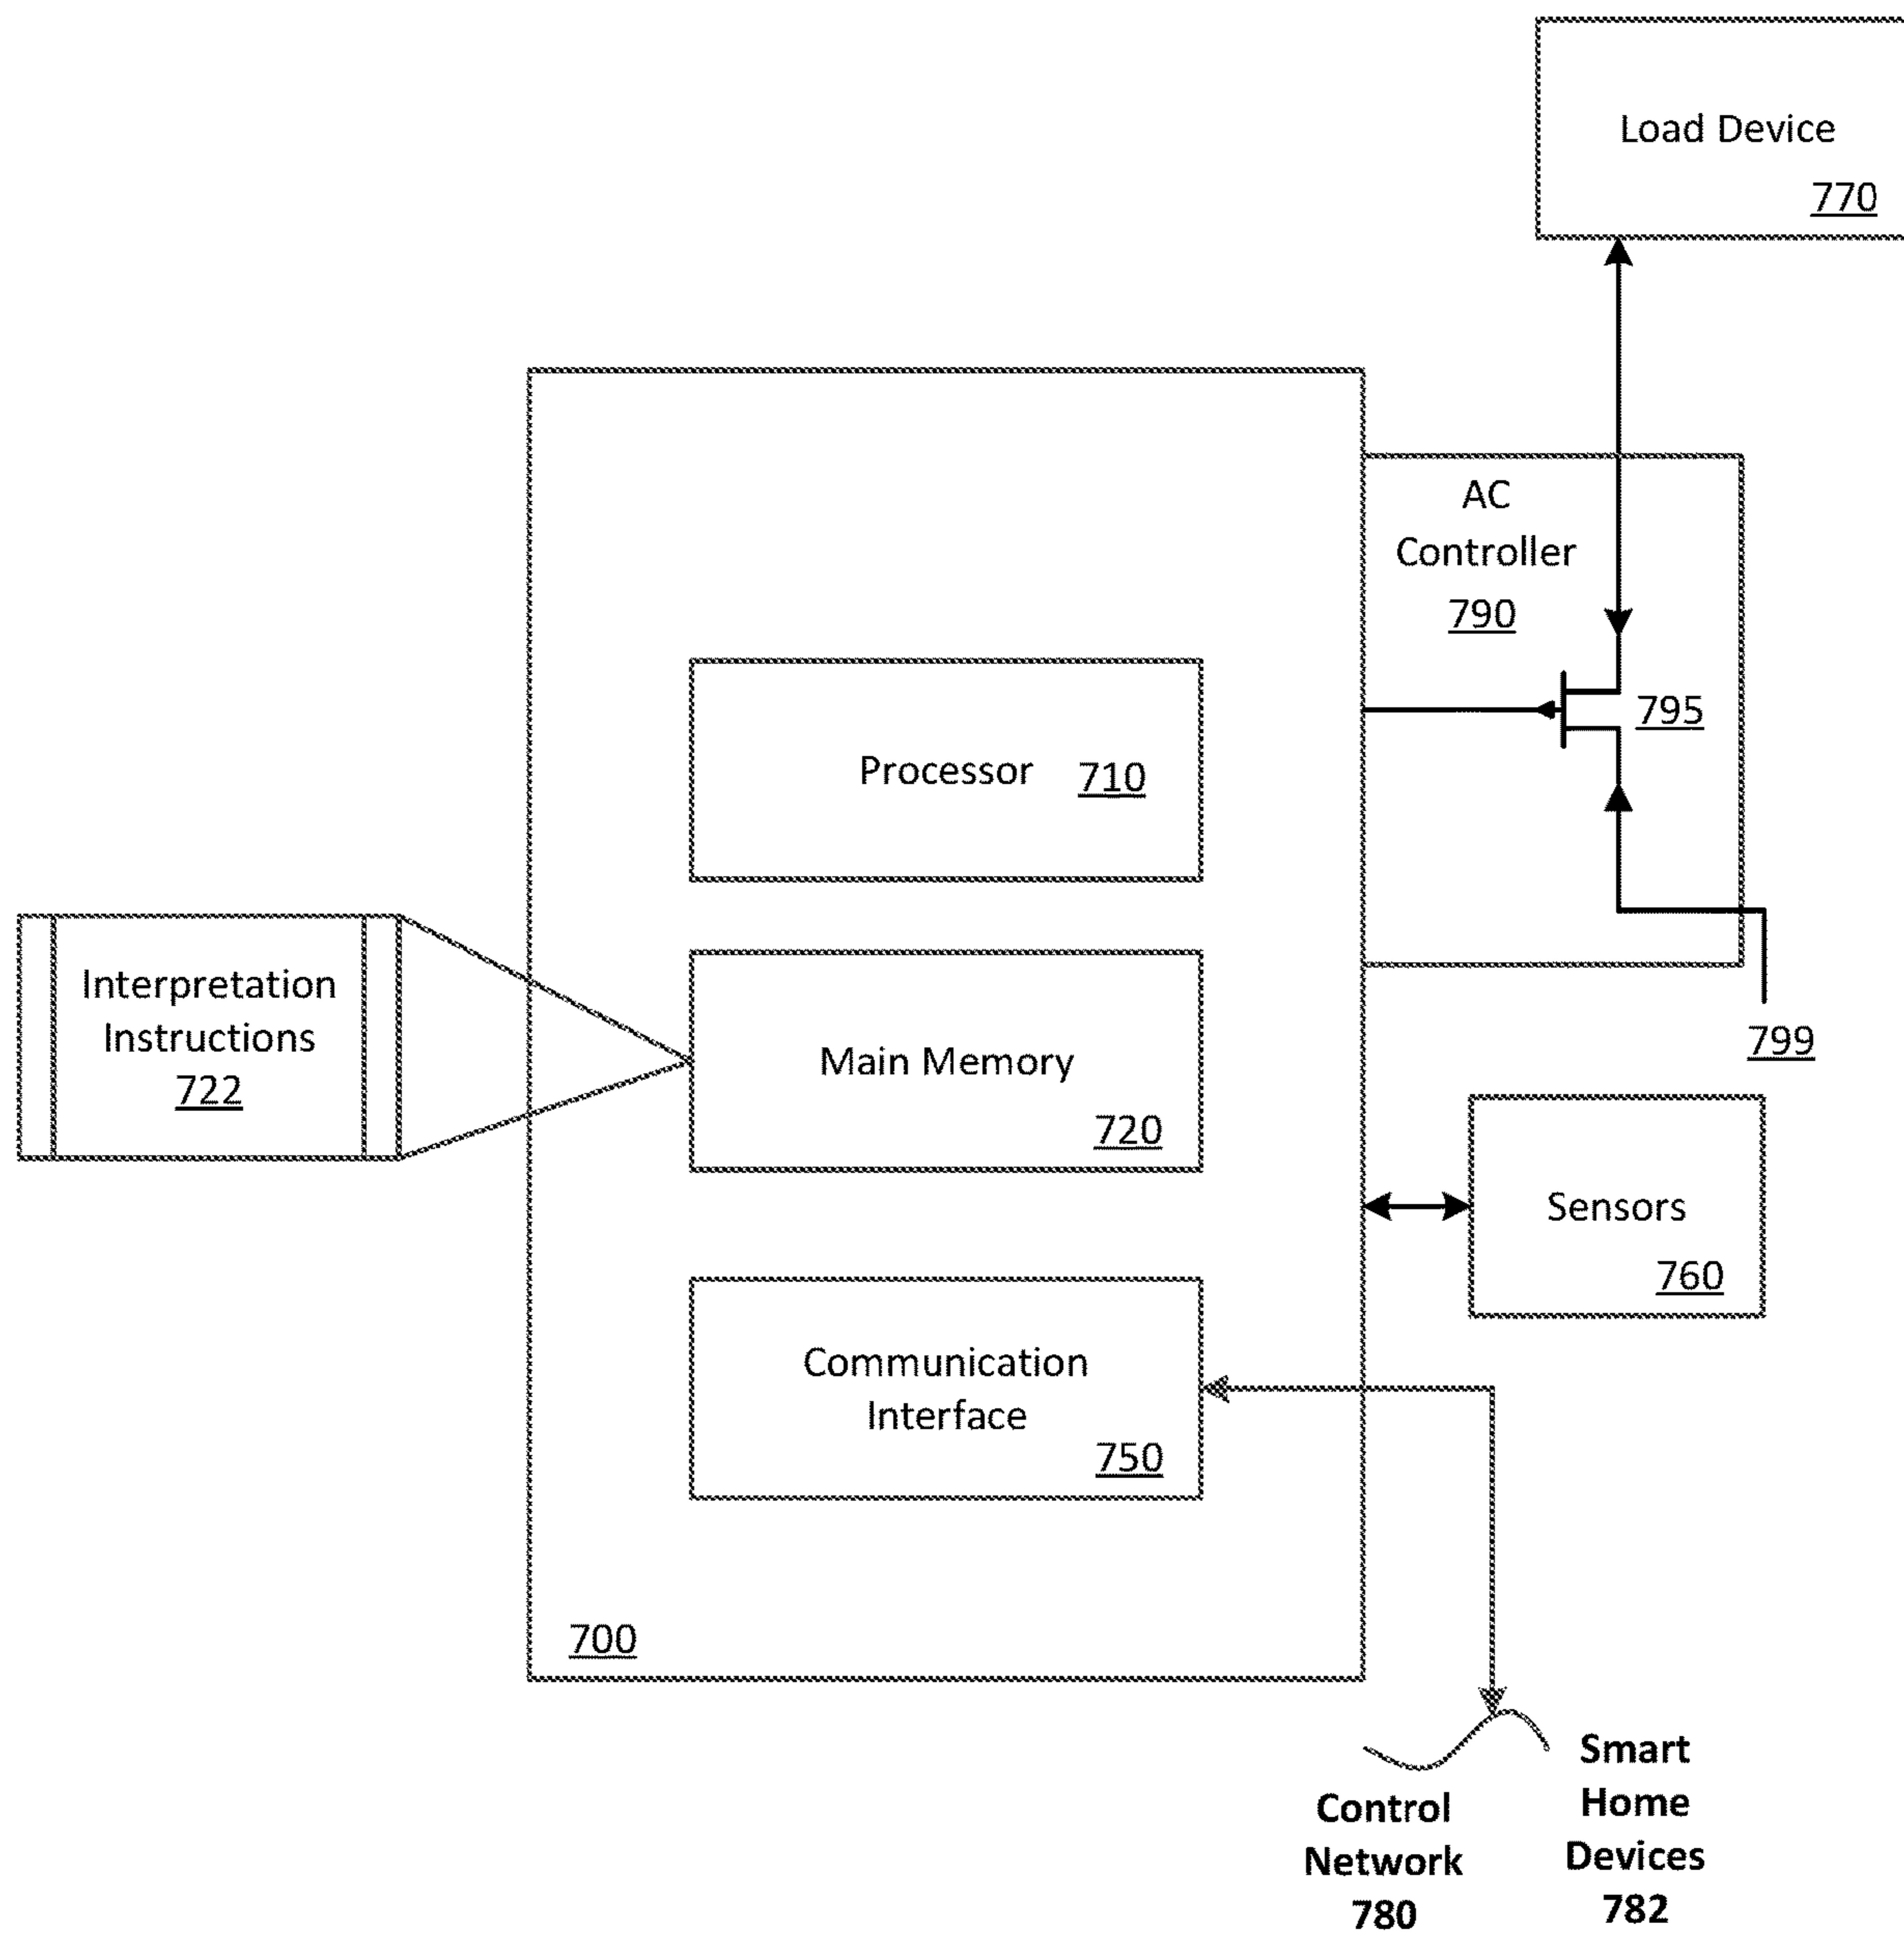 Load Device
770
AC
Controller
790
795
Processor 710
Interpretation
Instructions
722
Main Memory
720
799
Sensors
760
Communication
Interface
750
700
Control
Network
780
Smart
Home
Devices
782